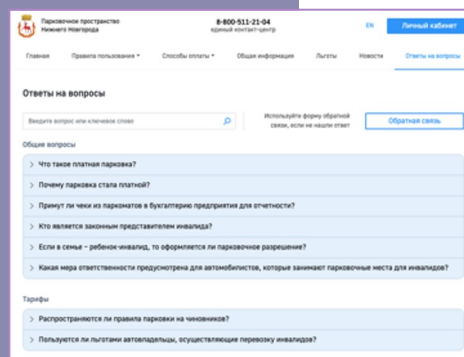 Парковочное пространство
Нижнего Новгорода
8-800-511-21-04
единый контакт-центр
EN
Личный кабинет
Главная
Правила пользования
Способы оплаты
Общая информация
Льготы
Новости
Ответы на вопросы
Ответы на вопросы
Введите вопрос или ключевое слово
Используйте форму обратной
связи, если не нашли ответ
Обратная связь
Общие вопросы
Что такое платная парковка?
Почему парковка стала платной?
Примут ли чеки из паркоматов в бухгалтерию предприятия для отчетности?
Кто является законным представителем инвалида?
Если в семье – ребенок-инвалид, то оформляется ли парковочное разрешение?
Какая мера ответственности предусмотрена для автомобилистов, которые занимают парковочные места для инвалидов?
Тарифы
Распространяются ли правила парковки на чиновников?
Пользуются ли льготами автовладельцы, осуществляющие перевозку инвалидов?